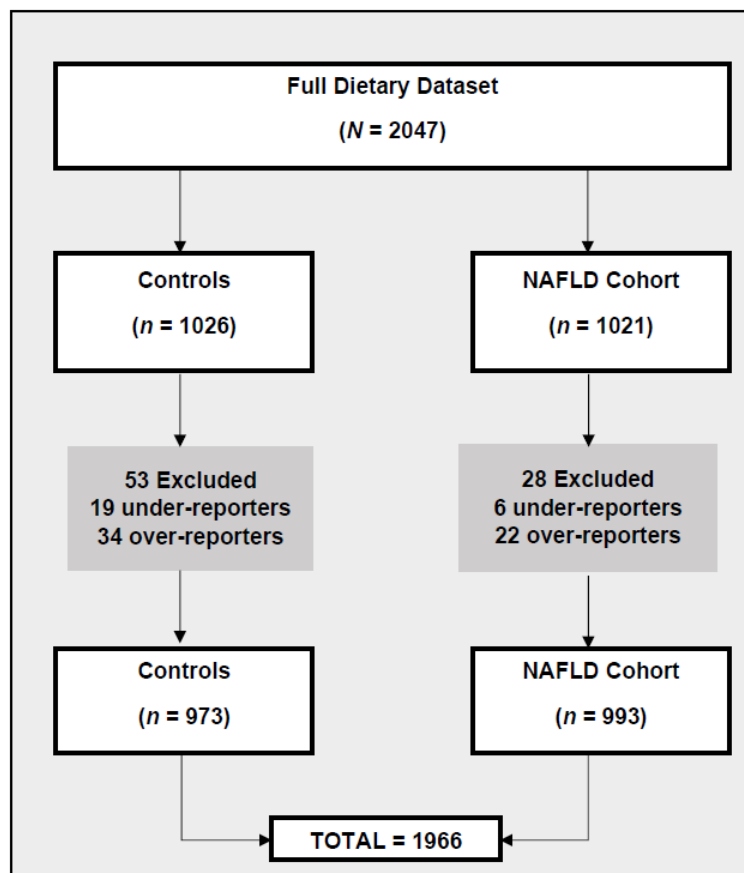 Full Dietary Dataset
(N = 2047)
Controls
(n = 1026)
NAFLD Cohort
(n = 1021)
53 Excluded
19 under-reporters
34 over-reporters
28 Excluded
6 under-reporters
22 over-reporters
Controls
(n = 973)
NAFLD Cohort
(n = 993)
TOTAL = 1966